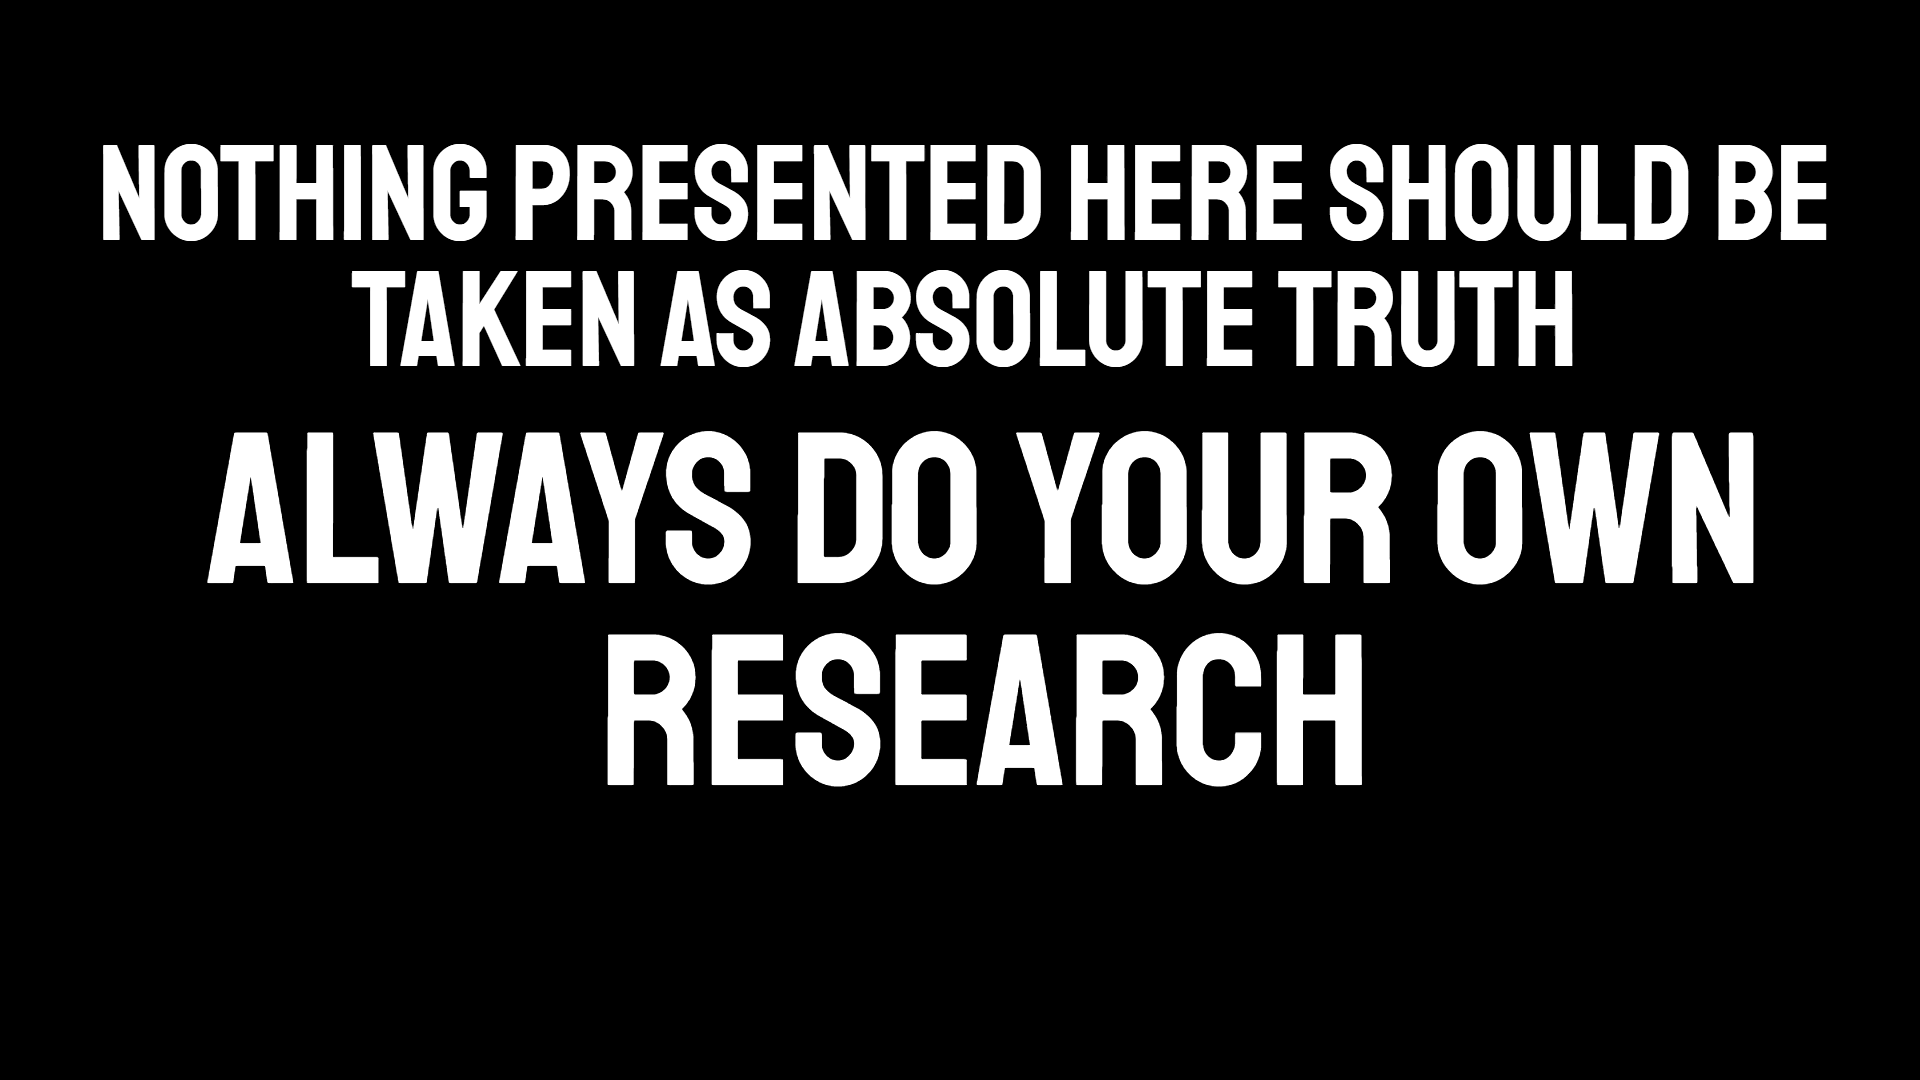 NOTHING PRESENTED HERE SHOULD BE
TAKEN AS ABSOLUTE TRUTH
ALWAYS DO YOUR OWN
RESEARCH